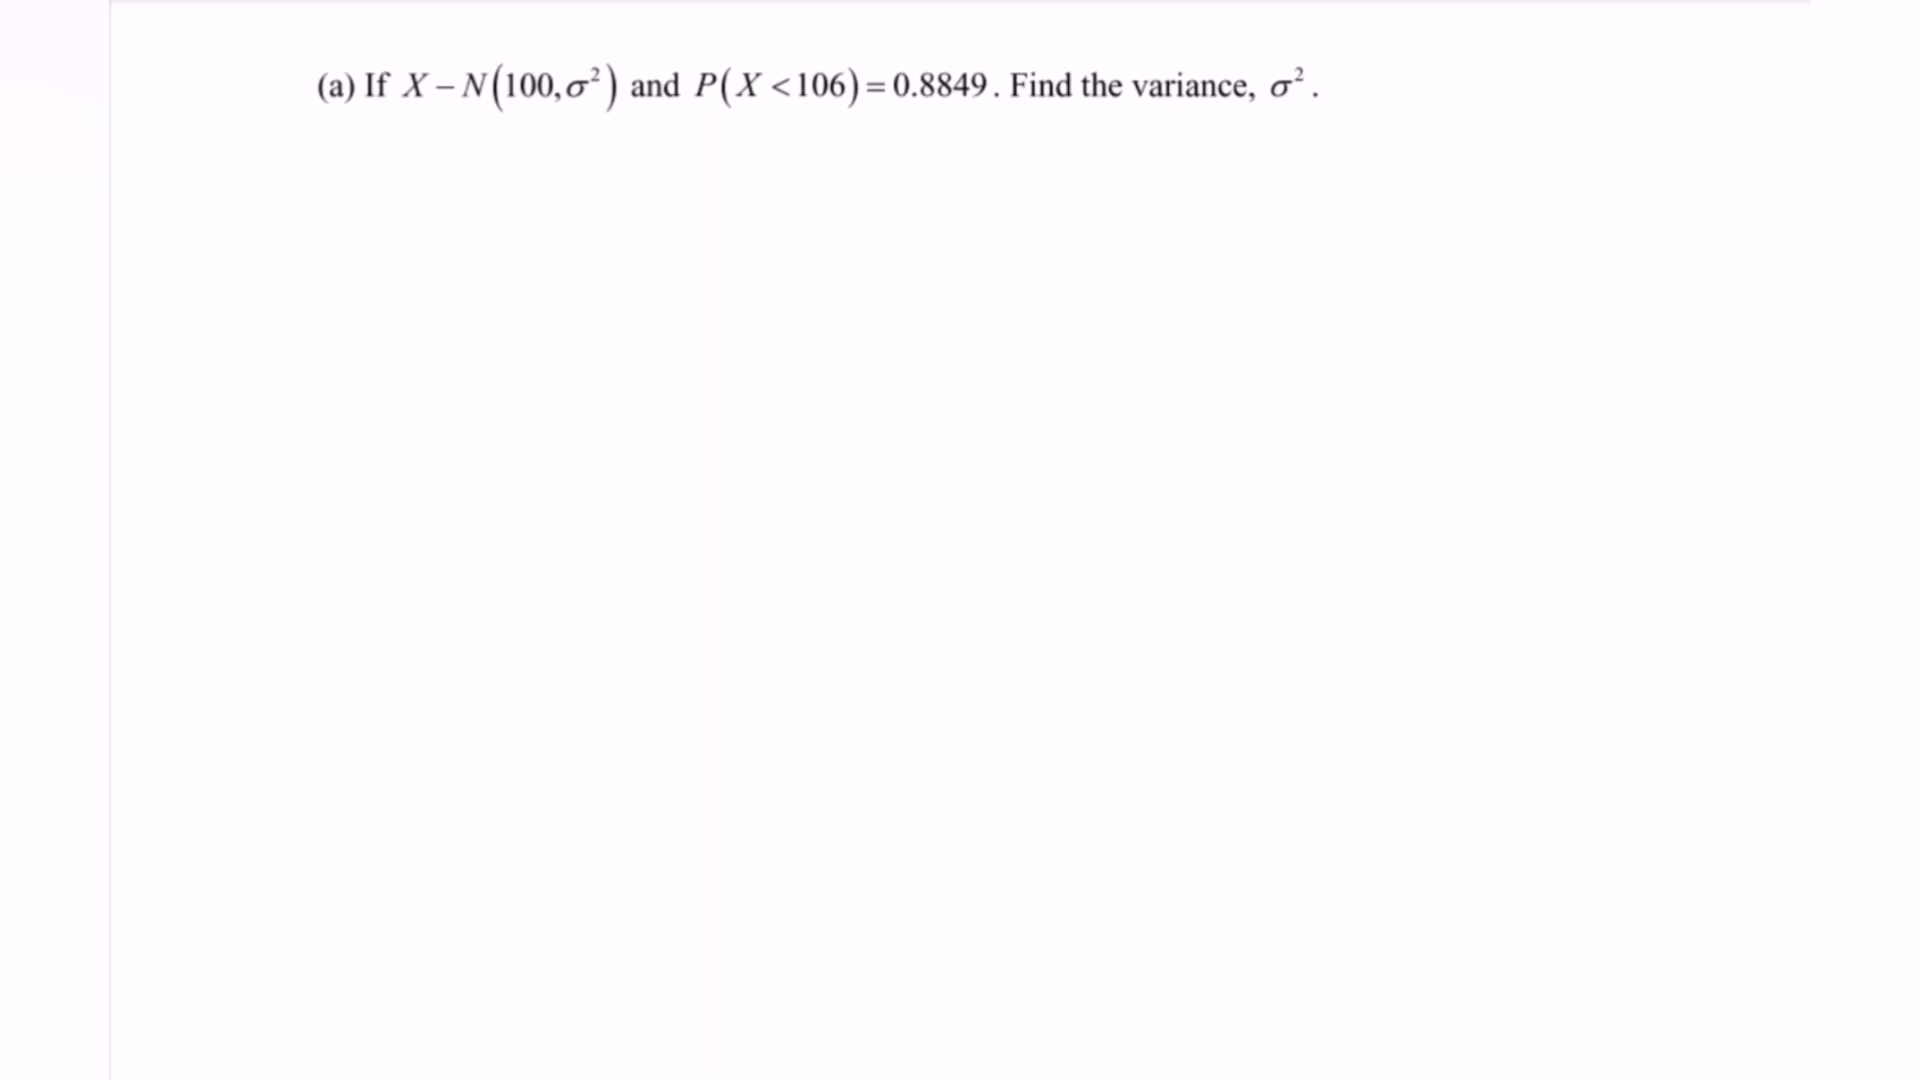 (a) If X – N(100, σ²) and P(X < 106) = 0.8849. Find the variance, σ².